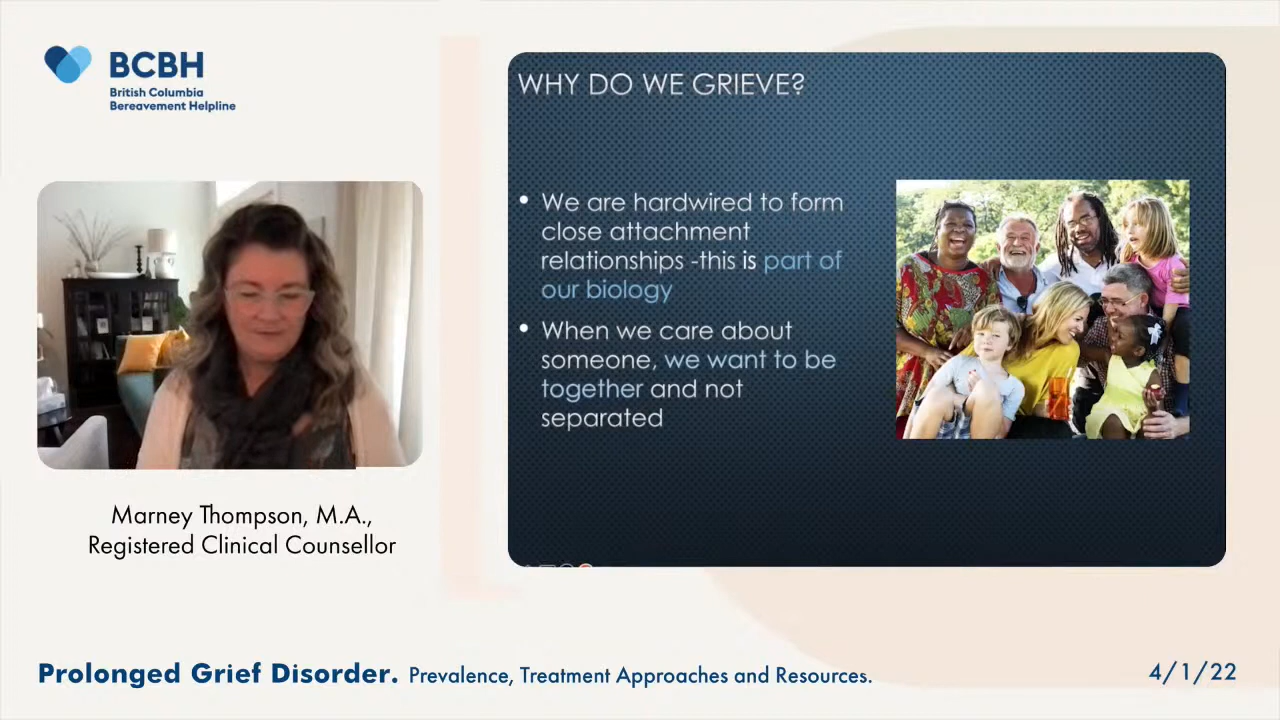 BCBH
British Columbia
Bereavement Helpline
WHY DO WE GRIEVE?
• We are hardwired to form
close attachment
relationships -this is part of
our biology
• When we care about
someone, we want to be
together and not
separated
Marney Thompson, M.A.,
Registered Clinical Counsellor
Prolonged Grief Disorder. Prevalence, Treatment Approaches and Resources.
4/1/22